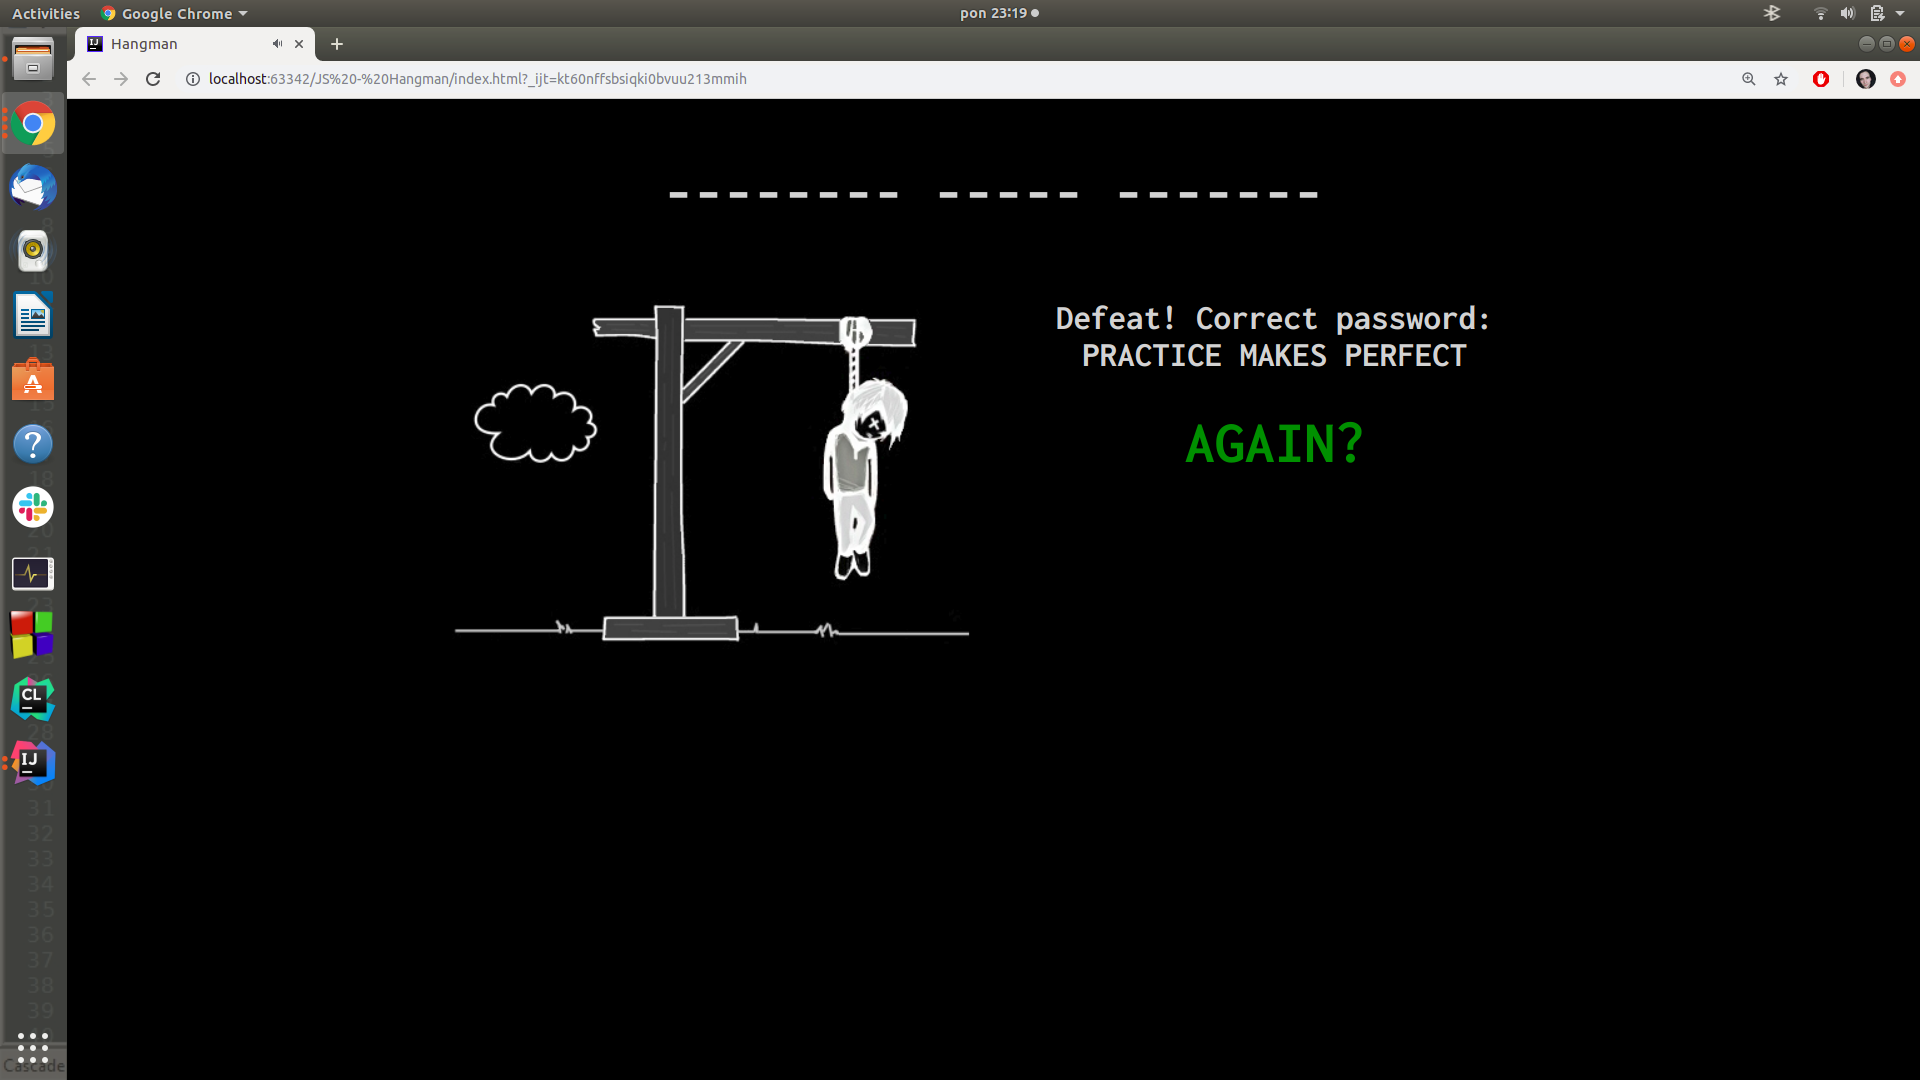 Activities
Google Chrome
pon 23:19
Hangman
localhost:63342/JS%20-%20Hangman/index.html?_ijt=kt60nffsbsiqki0bvuu213mmih
-------- ----- -------
Defeat! Correct password:
PRACTICE MAKES PERFECT
AGAIN?
CL
IJ
31
32
33
34
35
36
37
38
39
Cascade